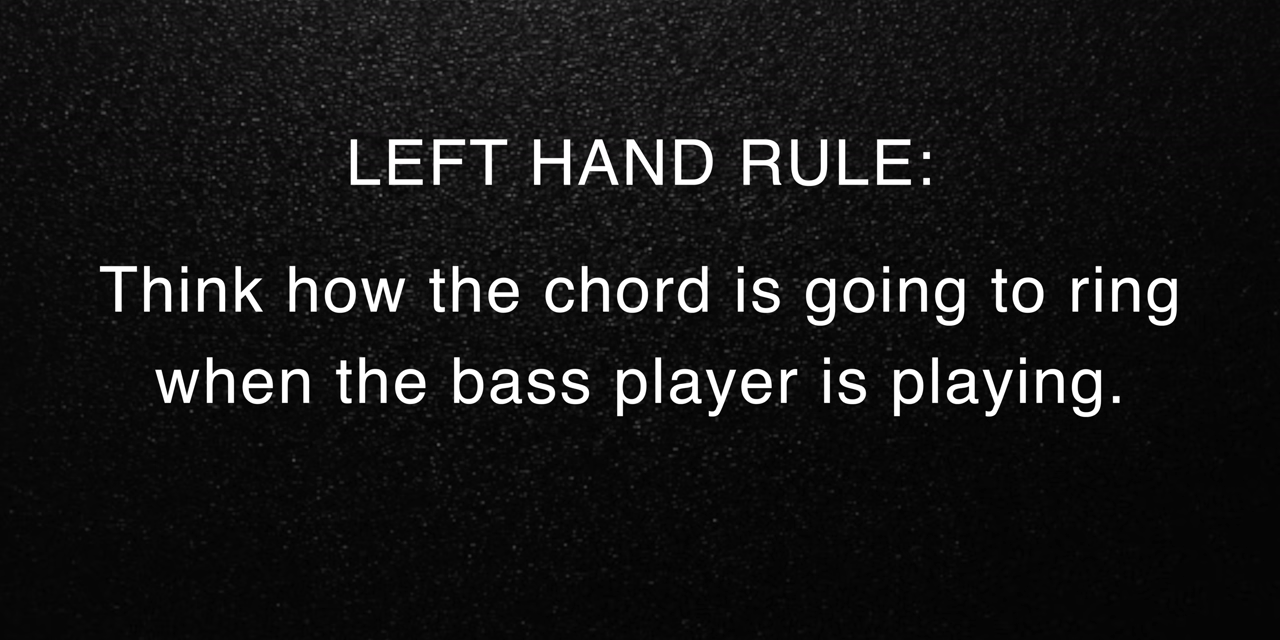 LEFT HAND RULE:
Think how the chord is going to ring
when the bass player is playing.